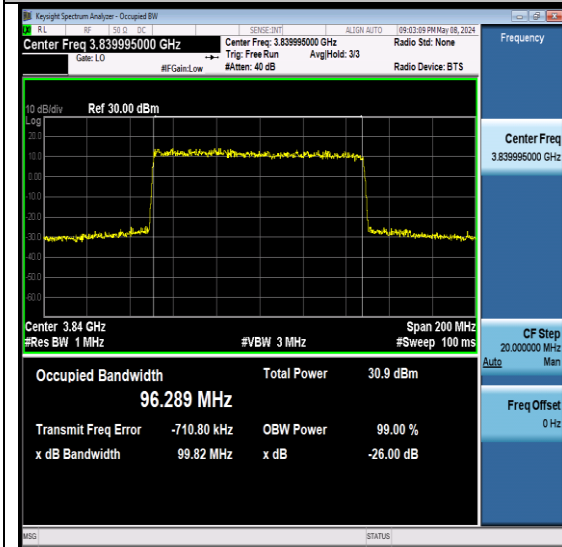 Keysight Spectrum Analyzer - Occupied BW
RL RF 50 Ω DC SENSE:INT ALIGN AUTO 09:03:09 PM May 08, 2024
Center Freq 3.839995000 GHz Center Freq: 3.839995000 GHz Radio Std: None
Gate: LO Trig: Free Run Avg|Hold: 3/3
#IFGain:Low #Atten: 40 dB Radio Device: BTS
10 dB/div Ref 30.00 dBm
Log
20.0
10.0
0.00
-10.0
-20.0
-30.0
-40.0
-50.0
-60.0
Center 3.84 GHz Span 200 MHz
#Res BW 1 MHz #VBW 3 MHz #Sweep 100 ms
Occupied Bandwidth Total Power 30.9 dBm
96.289 MHz
Transmit Freq Error -710.80 kHz OBW Power 99.00 %
x dB Bandwidth 99.82 MHz x dB -26.00 dB
MSG STATUS
Frequency
Center Freq
3.839995000 GHz
CF Step
20.000000 MHz
Auto Man
Freq Offset
0 Hz